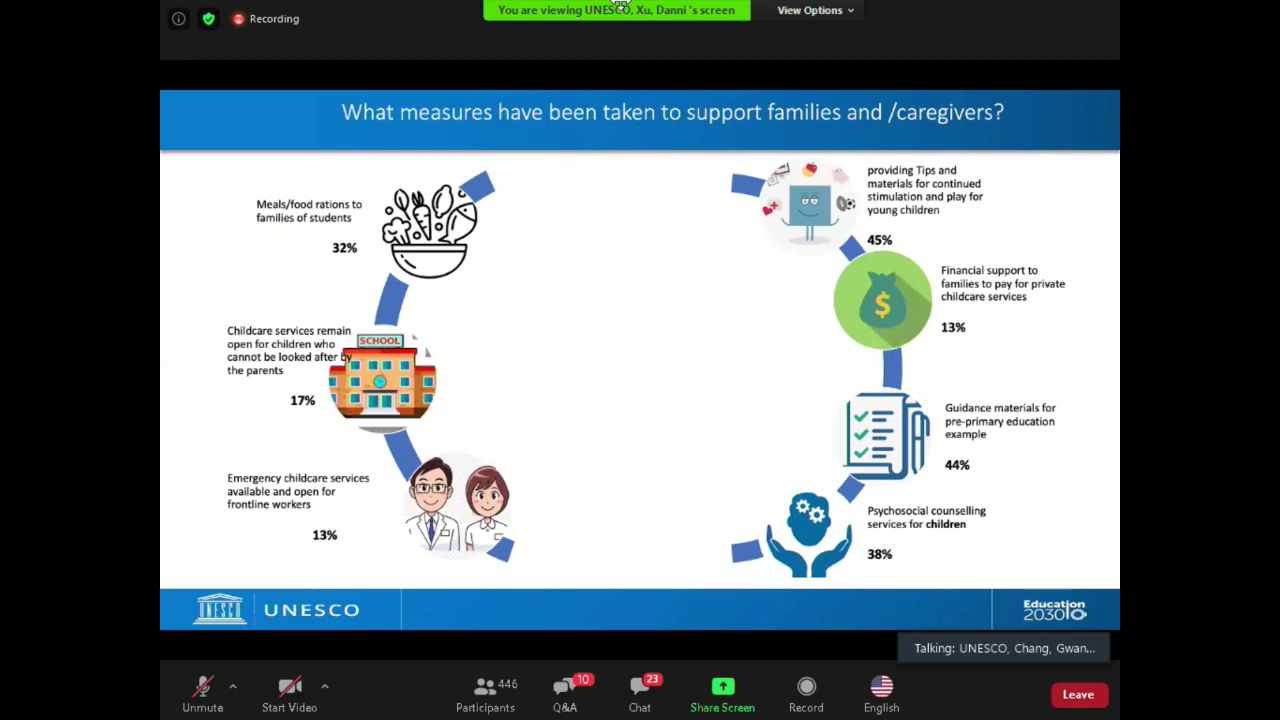 Recording
You are viewing UNESCO, Xu, Danni 's screen
View Options
What measures have been taken to support families and /caregivers?
Meals/food rations to
families of students
32%
Childcare services remain
open for children who
cannot be looked after by
the parents
17%
SCHOOL
Emergency childcare services
available and open for
frontline workers
13%
providing Tips and
materials for continued
stimulation and play for
young children
45%
$
Financial support to
families to pay for private
childcare services
13%
Guidance materials for
pre-primary education
example
44%
Psychosocial counselling
services for children
38%
UNESCO
UNESCO
Education
2030
Talking: UNESCO, Chang, Gwan...
Unmute
Start Video
446
Participants
10
Q&A
23
Chat
Share Screen
Record
English
Leave